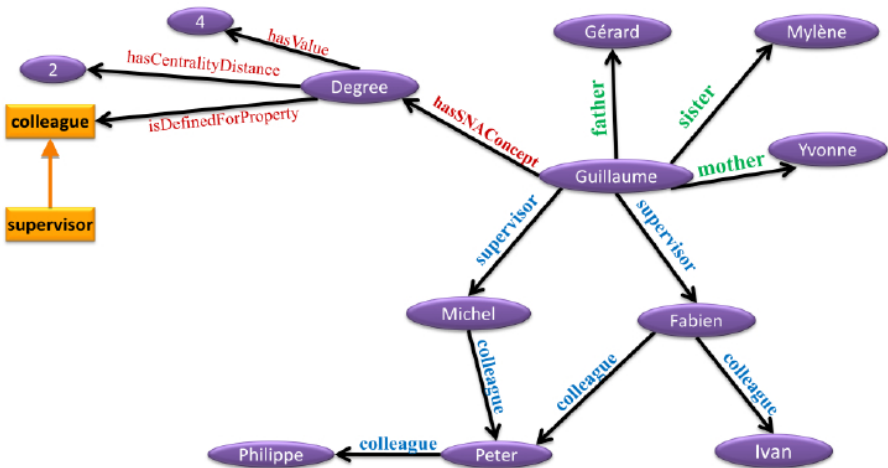 4
hasValue
Gérard
Mylène
2
hasCentralityDistance
Degree
colleague
isDefinedForProperty
hasSNAConcept
father
sister
Yvonne
mother
Guillaume
supervisor
supervisor
supervisor
Michel
Fabien
colleague
colleague
colleague
Philippe
colleague
Peter
Ivan